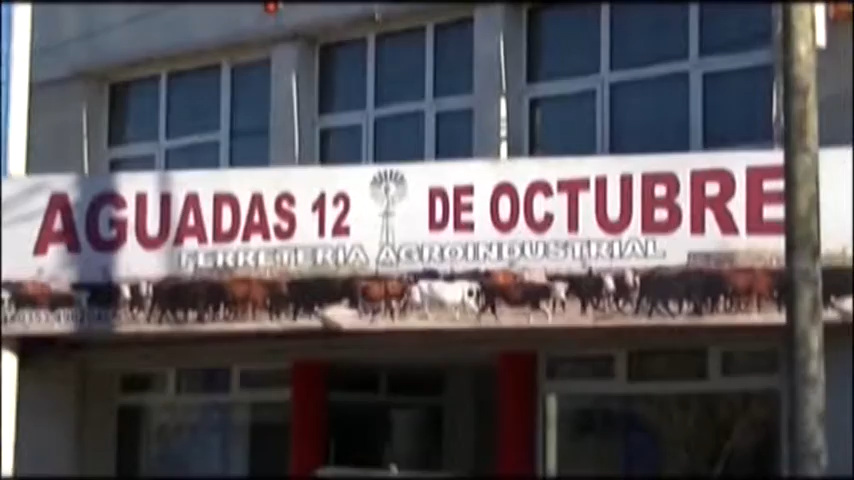 AGUADAS 12 DE OCTUBRE
FERRETERIA AGROINDUSTRIAL